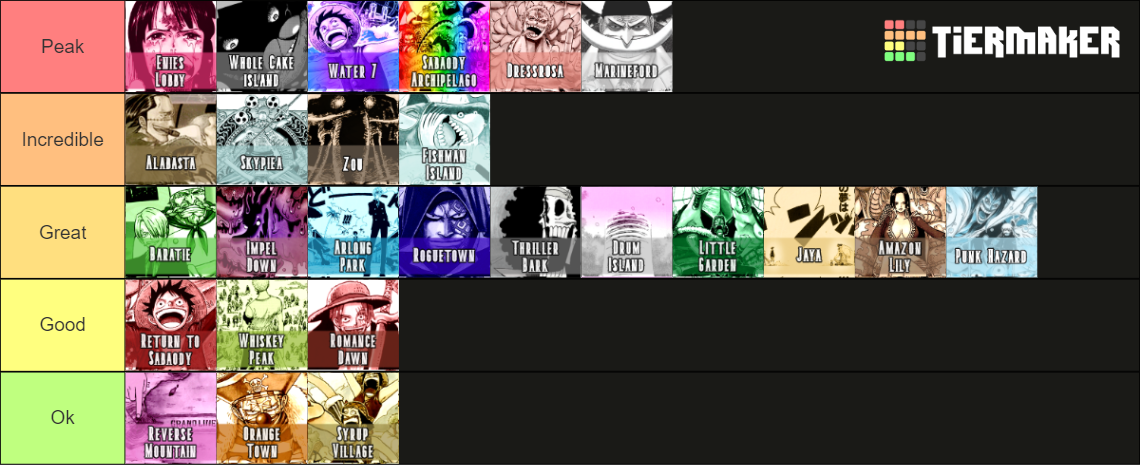 Peak
ENIES
LOBBY
WHOLE CAKE
ISLAND
WATER 7
SABAODY
ARCHIPELAGO
DRESSROSA
MARINEFORD
TIERMAKER
Incredible
ALABASTA
SKYPIEA
ZOU
FISHMAN
ISLAND
Great
BARATIE
IMPEL
DOWN
ARLONG
PARK
ROGUETOWN
THRILLER
BARK
DRUM
ISLAND
LITTLE
GARDEN
JAYA
AMAZON
LILY
PUNK HAZARD
Good
RETURN TO
SABAODY
WHISKEY
PEAK
ROMANCE
DAWN
Ok
REVERSE
MOUNTAIN
ORANGE
TOWN
SYRUP
VILLAGE